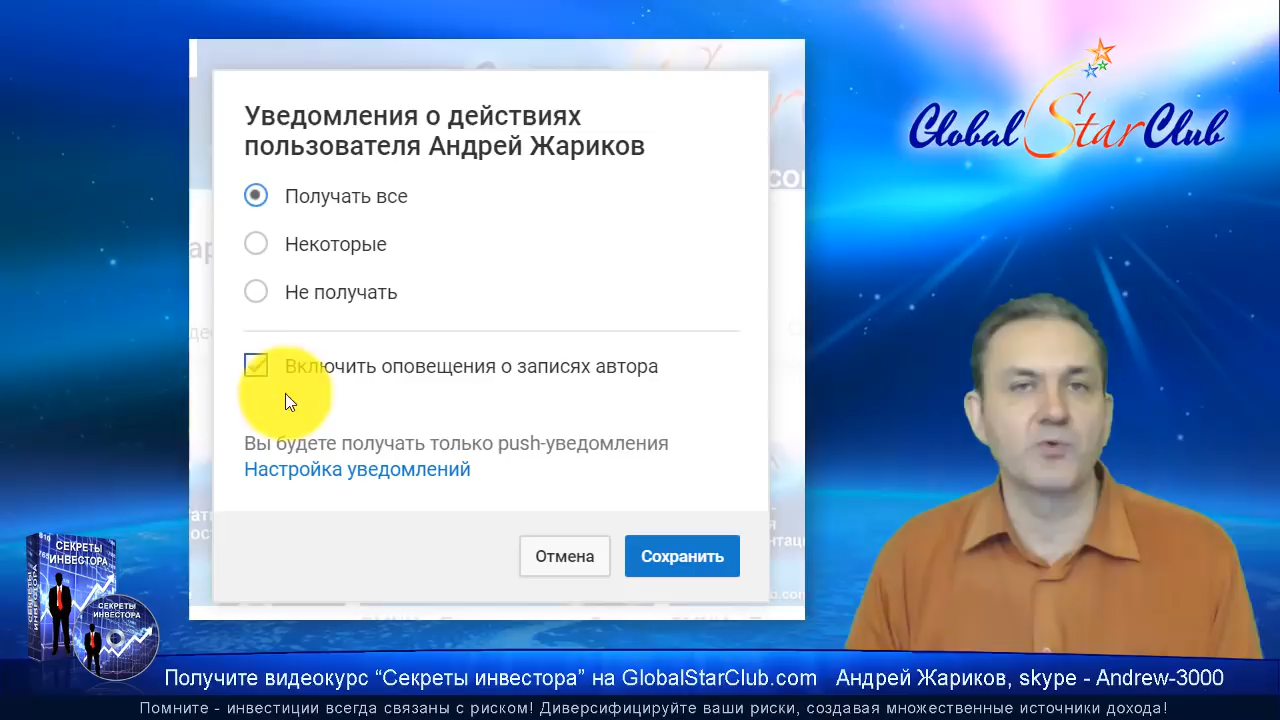 Global Star Club
Уведомления о действиях
пользователя Андрей Жариков
Получать все
Некоторые
Не получать
Включить оповещения о записях автора
Вы будете получать только push-уведомления
Настройка уведомлений
Отмена
Сохранить
СЕКРЕТЫ
ИНВЕСТОРА
СЕКРЕТЫ
ИНВЕСТОРА
Получите видеокурс “Секреты инвестора” на GlobalStarClub.com Андрей Жариков, skype - Andrew-3000
Помните - инвестиции всегда связаны с риском! Диверсифицируйте ваши риски, создавая множественные источники дохода!